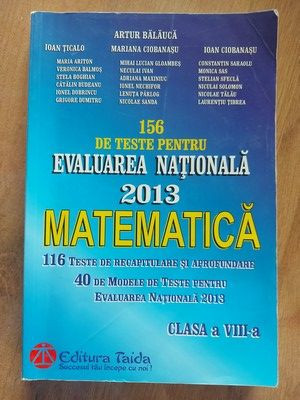 ARTUR BĂLĂUCĂ
IOAN ȚICALO MARIANA CIOBANAȘU IOAN CIOBANAȘU
MARIA ARITON MIHAI LUCIAN GLOAMBEȘ CONSTANTIN SARAOLU
VERONICA BALMOȘ NECULAI IVAN MONICA SAS
STELA BOGHIAN ADRIANA MAXINIUC STELIAN SFECLĂ
CĂTĂLIN BUDEANU IONEL NECHIFOR NICULAI SOLOMON
IONEL DOBRINCU LENUȚA PÂRLOG NICOLAE TĂLĂU
GRIGORE DUMITRU NICOLAE SANDA LAURENȚIU ȚIBREA
156
DE TESTE PENTRU
EVALUAREA NAȚIONALĂ
2013
MATEMATICĂ
116 TESTE DE RECAPITULARE ȘI APROFUNDARE
40 DE MODELE DE TESTE PENTRU
EVALUAREA NAȚIONALĂ 2013
CLASA a VIII-a
Editura Taida
Succesul tău începe cu noi !